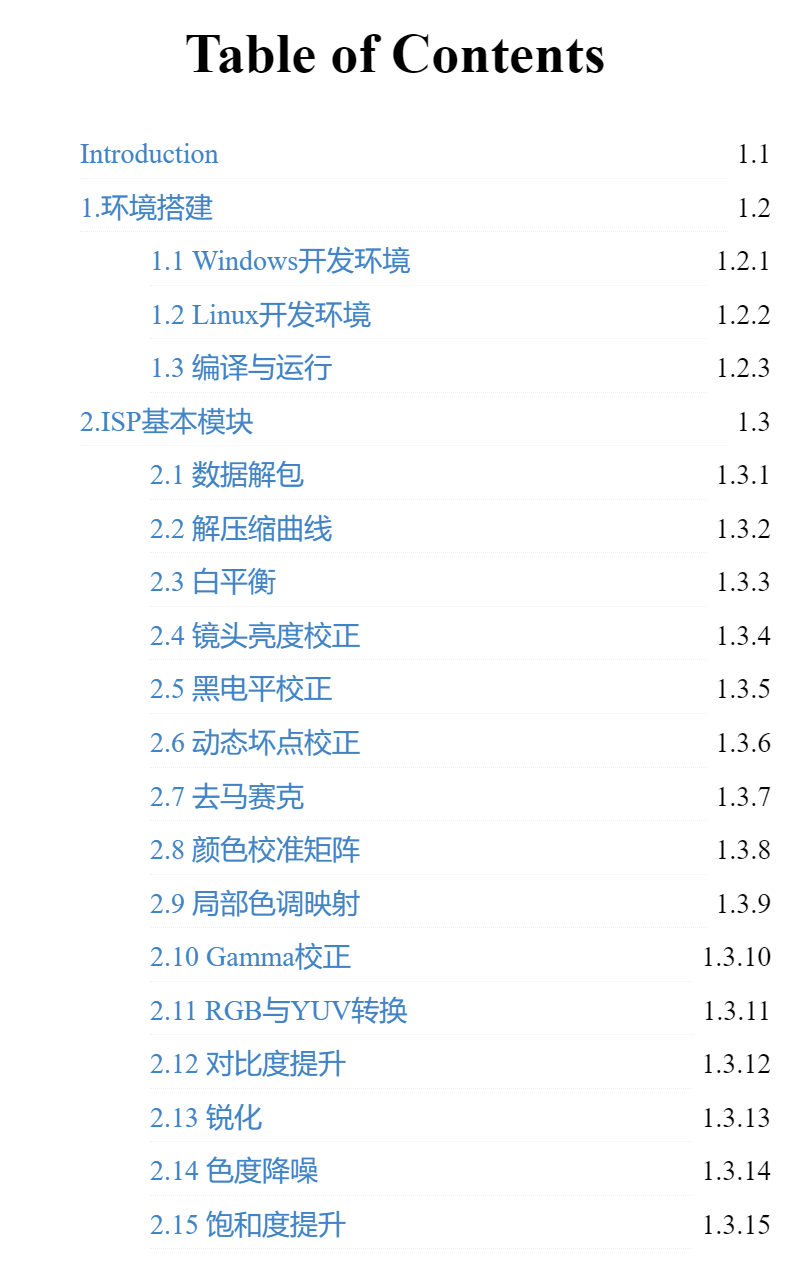 Table of Contents
Introduction 1.1
1.环境搭建 1.2
1.1 Windows开发环境 1.2.1
1.2 Linux开发环境 1.2.2
1.3 编译与运行 1.2.3
2.ISP基本模块 1.3
2.1 数据解包 1.3.1
2.2 解压缩曲线 1.3.2
2.3 白平衡 1.3.3
2.4 镜头亮度校正 1.3.4
2.5 黑电平校正 1.3.5
2.6 动态坏点校正 1.3.6
2.7 去马赛克 1.3.7
2.8 颜色校准矩阵 1.3.8
2.9 局部色调映射 1.3.9
2.10 Gamma校正 1.3.10
2.11 RGB与YUV转换 1.3.11
2.12 对比度提升 1.3.12
2.13 锐化 1.3.13
2.14 色度降噪 1.3.14
2.15 饱和度提升 1.3.15